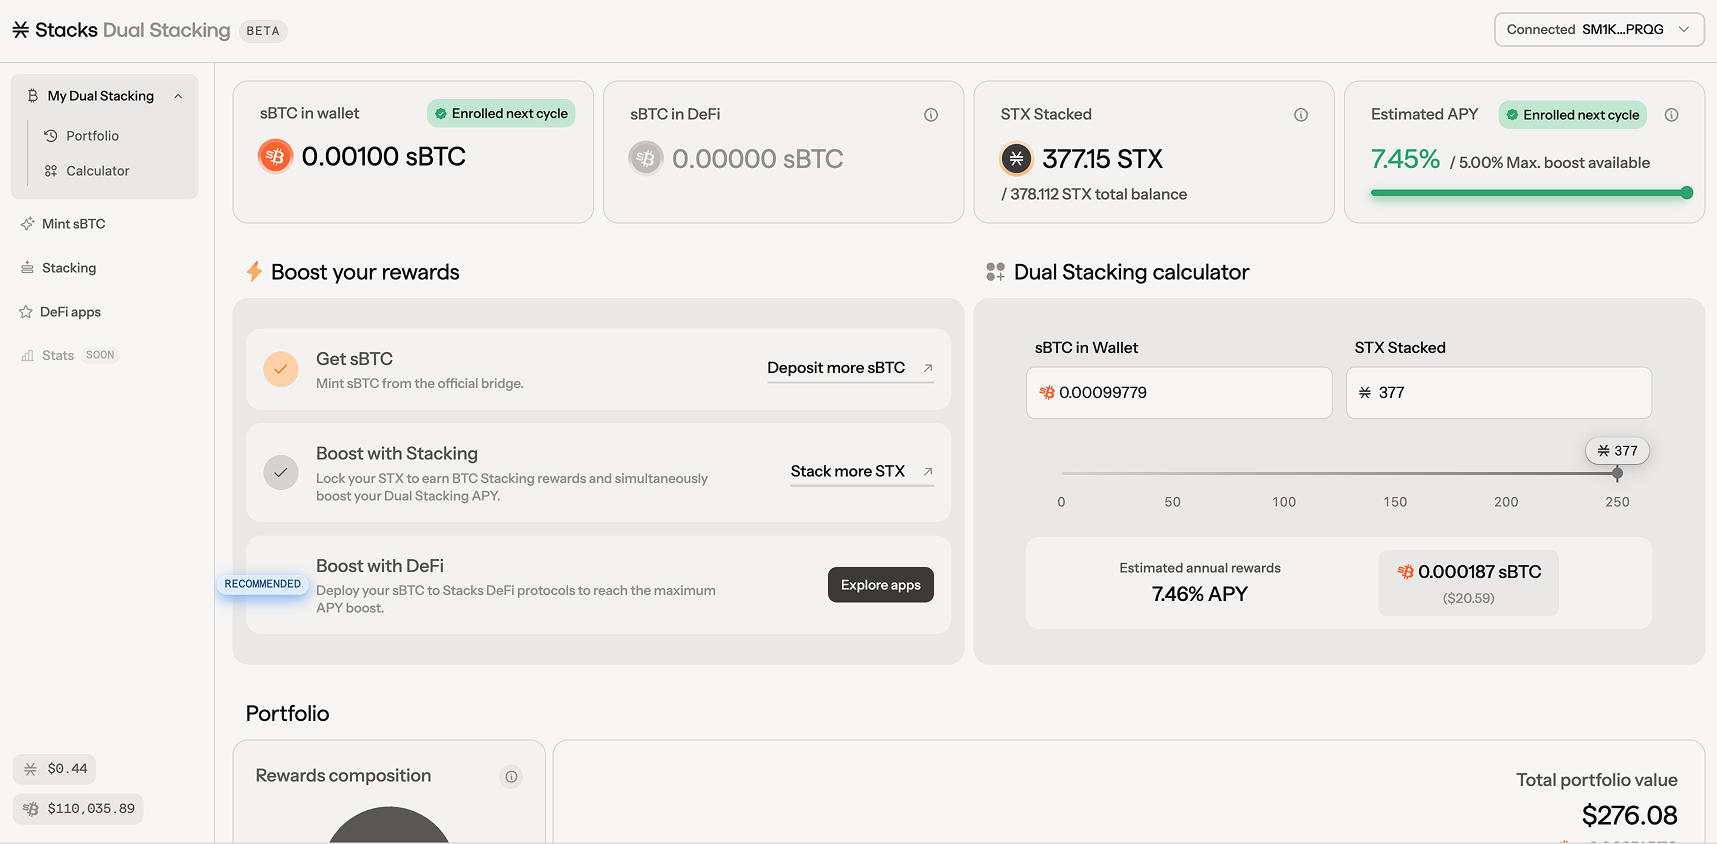 Stacks Dual Stacking BETA
Connected SM1K...PRQG
My Dual Stacking
Portfolio
Calculator
Mint sBTC
Stacking
DeFi apps
Stats SOON
$0.44
$110,035.89
sBTC in wallet
Enrolled next cycle
0.00100 sBTC
sBTC in DeFi
0.00000 sBTC
STX Stacked
377.15 STX
/ 378.112 STX total balance
Estimated APY
Enrolled next cycle
7.45% / 5.00% Max. boost available
Boost your rewards
Get sBTC
Mint sBTC from the official bridge.
Deposit more sBTC
Boost with Stacking
Lock your STX to earn BTC Stacking rewards and simultaneously
boost your Dual Stacking APY.
Stack more STX
RECOMMENDED
Boost with DeFi
Deploy your sBTC to Stacks DeFi protocols to reach the maximum
APY boost.
Explore apps
Dual Stacking calculator
sBTC in Wallet
0.00099779
STX Stacked
377
377
0 50 100 150 200 250
Estimated annual rewards
7.46% APY
0.000187 sBTC
($20.59)
Portfolio
Rewards composition
Total portfolio value
$276.08